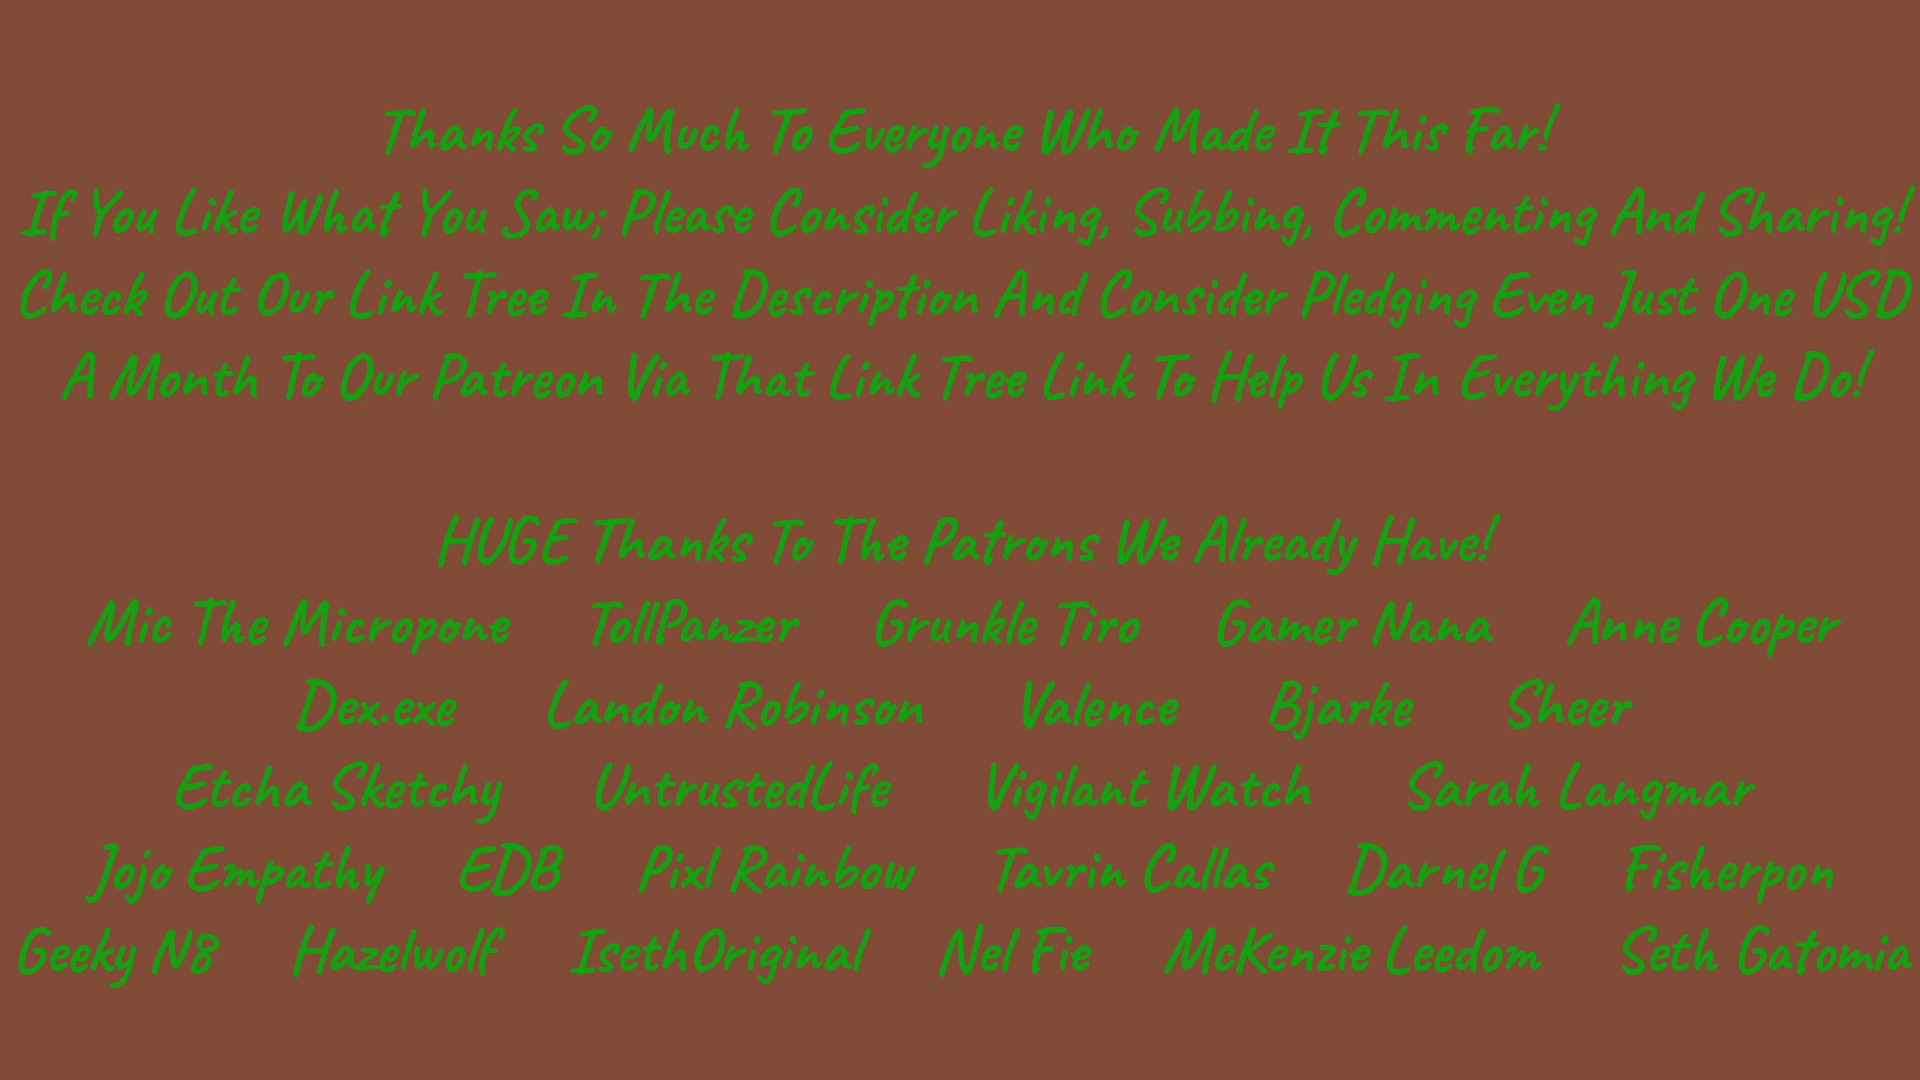 Thanks So Much To Everyone Who Made It This Far!
If You Like What You Saw; Please Consider Liking, Subbing, Commenting And Sharing!
Check Out Our Link Tree In The Description And Consider Pledging Even Just One USD
A Month To Our Patreon Via That Link Tree Link To Help Us In Everything We Do!
HUGE Thanks To The Patrons We Already Have!
Mic The Micropone TollPanzer Grunkle Tiro Gamer Nana Anne Cooper
Dex.exe Landon Robinson Valence Bjarke Sheer
Etcha Sketchy UntrustedLife Vigilant Watch Sarah Langmar
Jojo Empathy EDB Pixl Rainbow Tavrin Callas Darnel G Fisherpon
Geeky N8 Hazelwolf IsethOriginal Nel Fie McKenzie Leedom Seth Gatomia